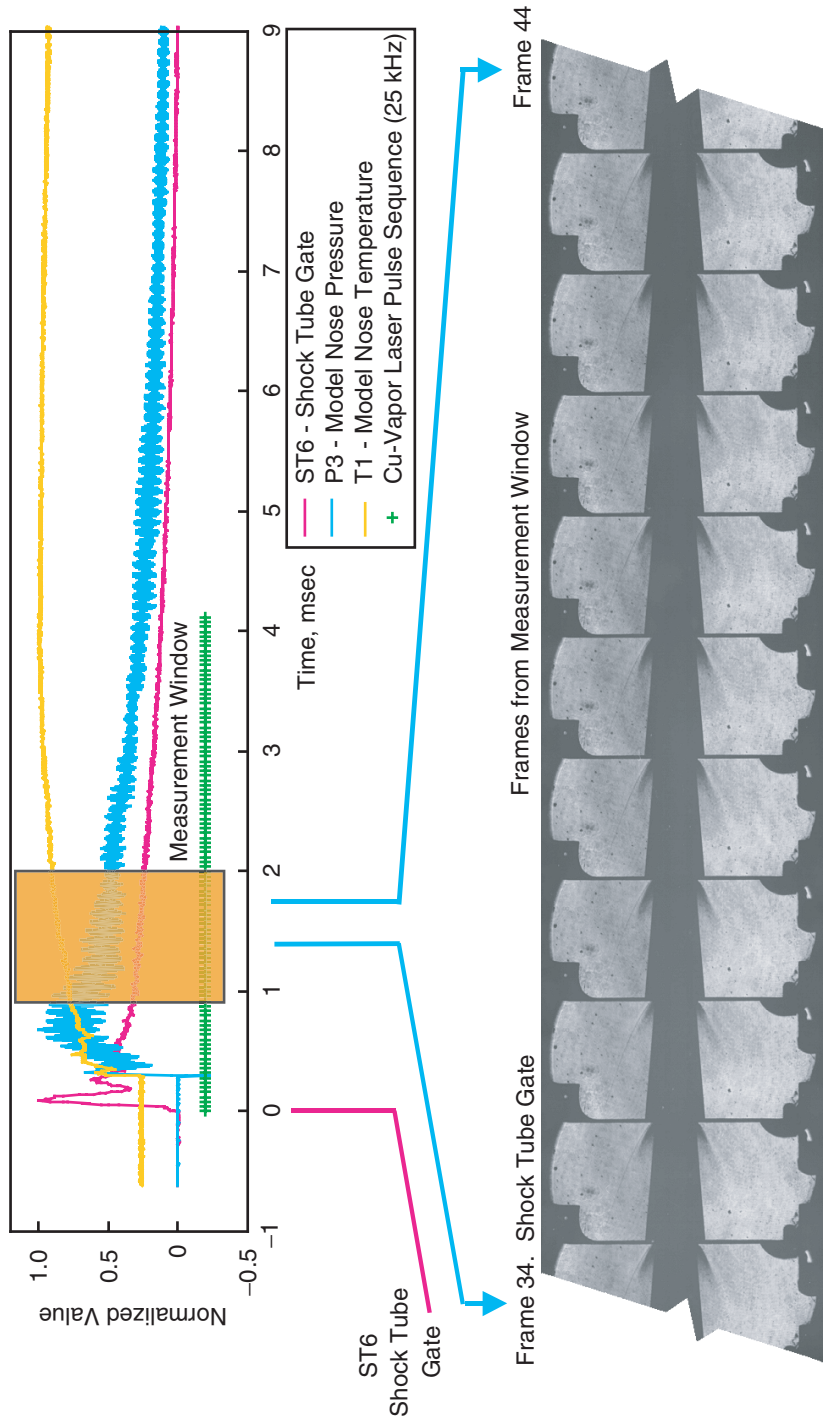 Normalized Value
1.0
0.5
0
−0.5
−1
0
1
2
3
4
5
6
7
8
9
Time, msec
Measurement Window
ST6 - Shock Tube Gate
P3 - Model Nose Pressure
T1 - Model Nose Temperature
Cu-Vapor Laser Pulse Sequence (25 kHz)
ST6
Shock Tube
Gate
Frame 34. Shock Tube Gate
Frames from Measurement Window
Frame 44